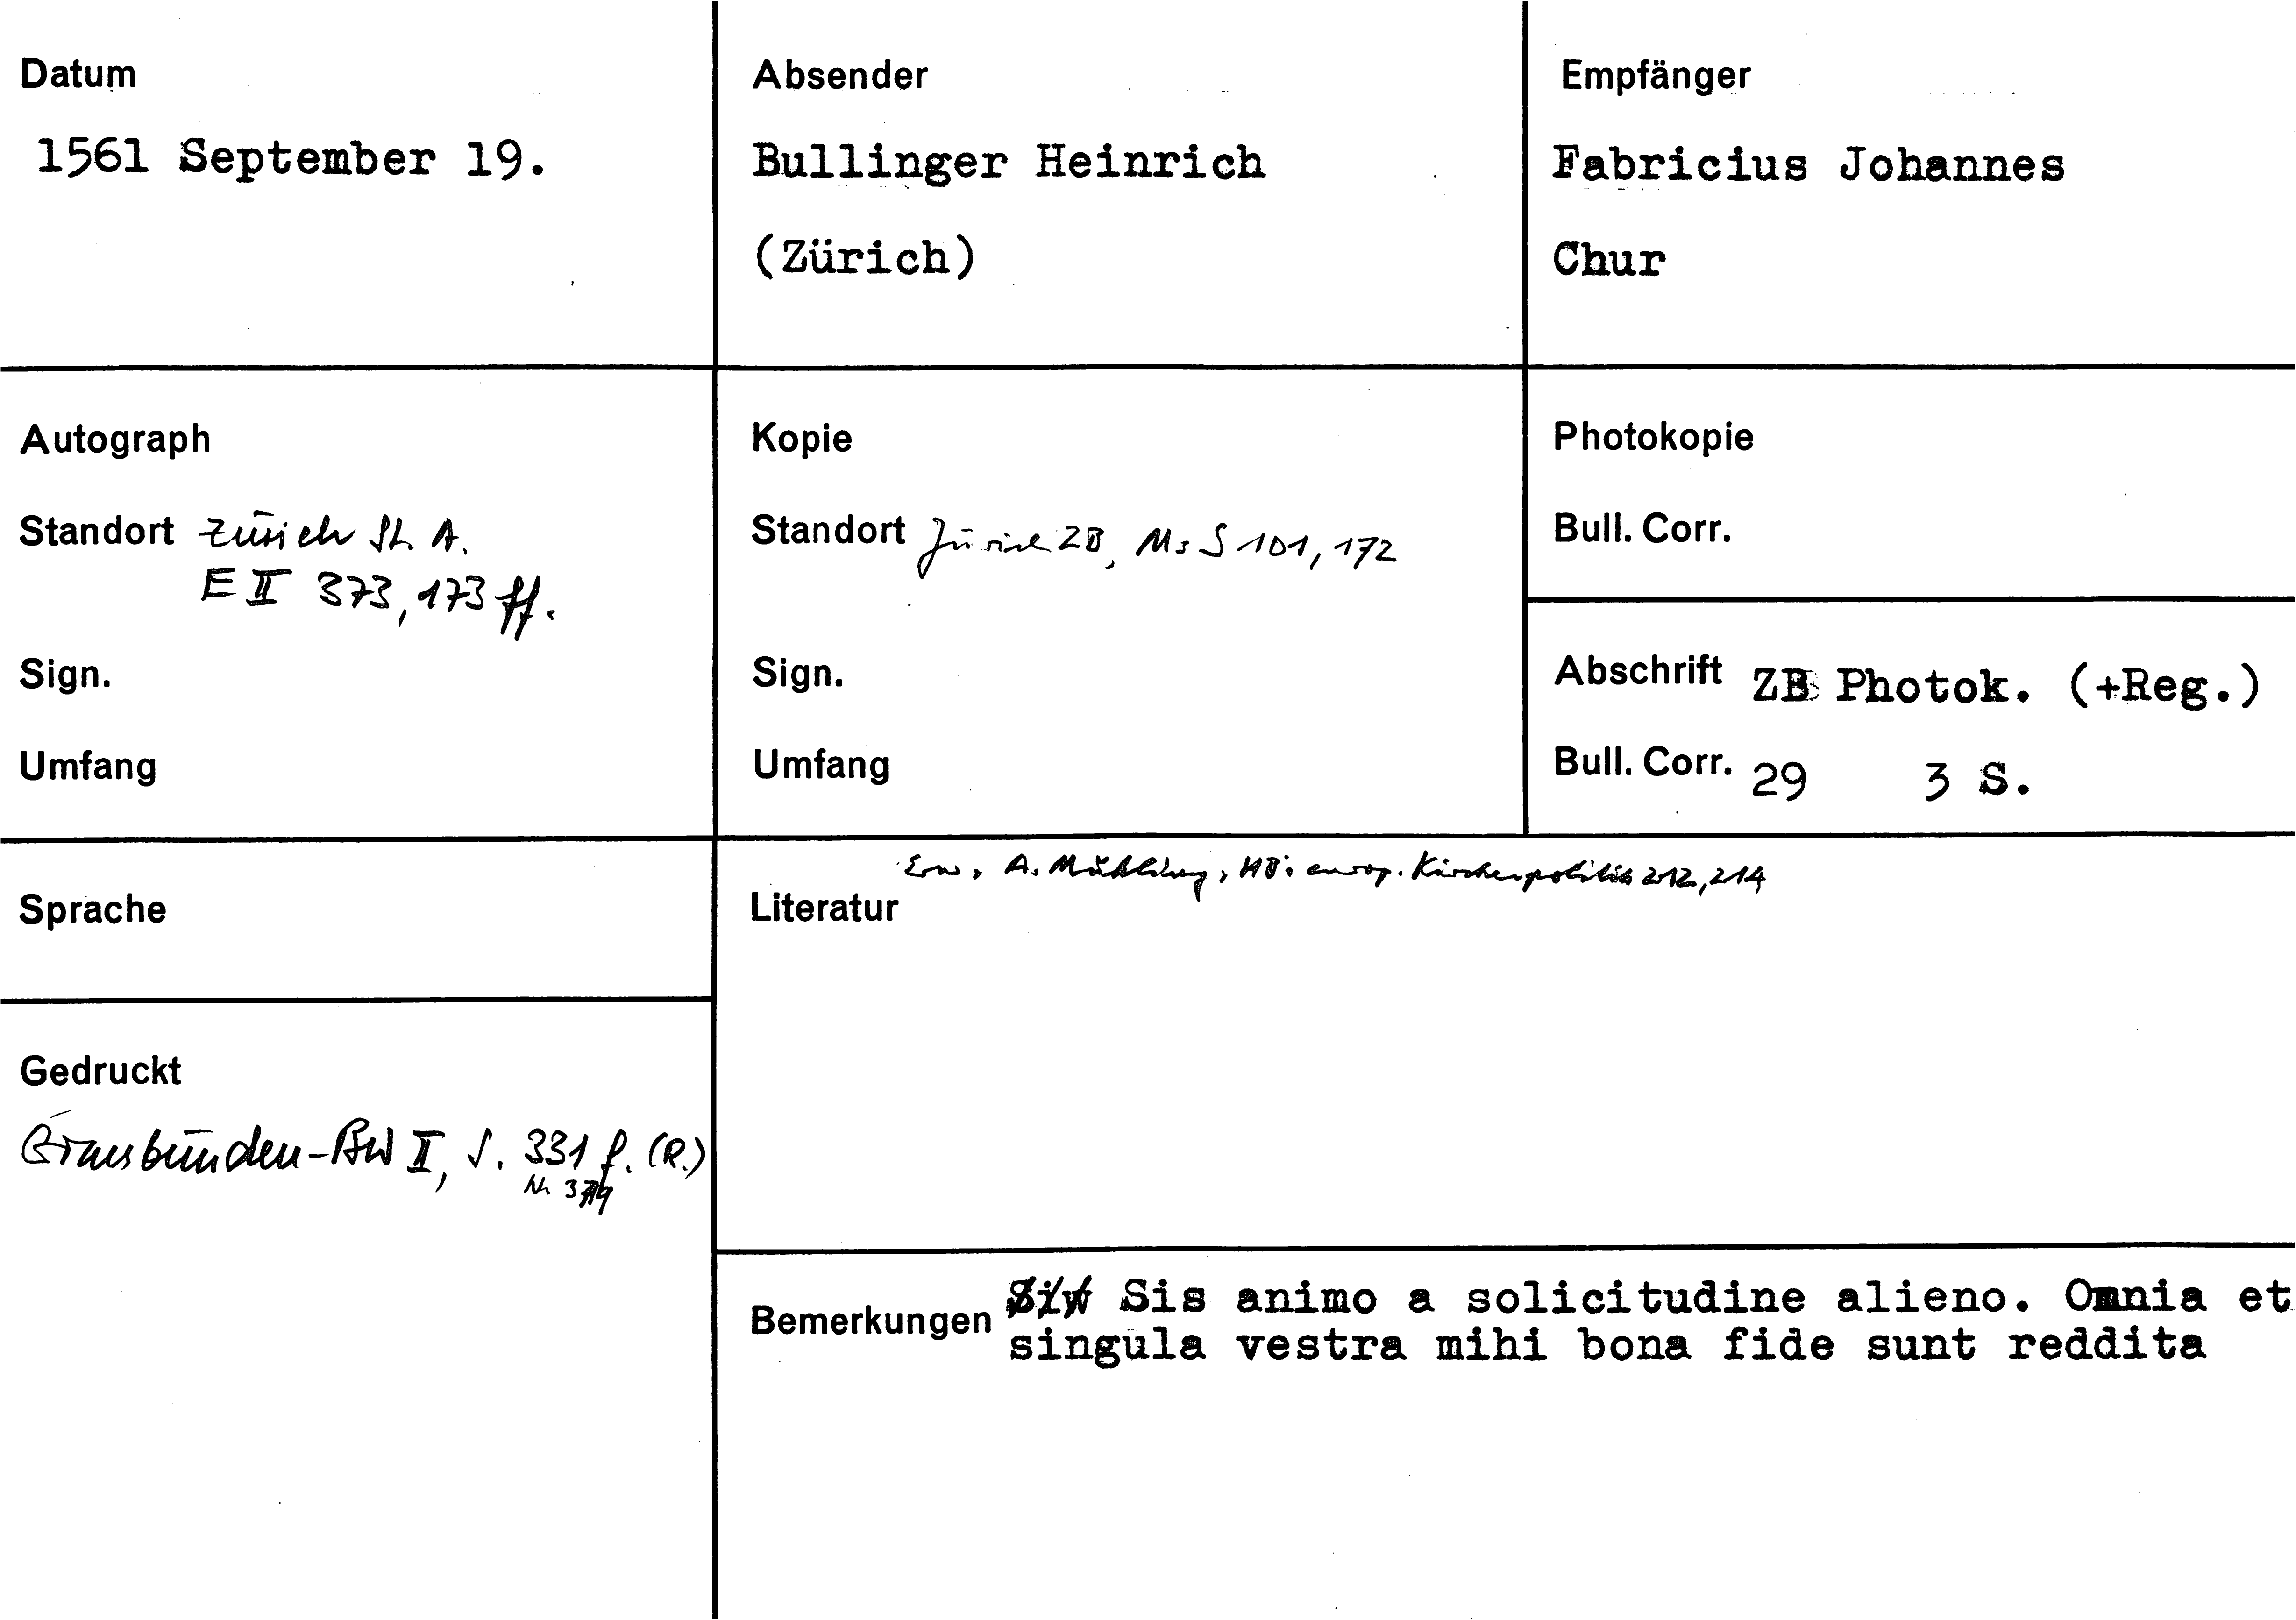 Datum
1561 September 19.
Absender
Bullinger Heinrich
(Zürich)
Empfänger
Fabricius Johannes
Chur
Autograph
Standort Zürich St. A.
E II 373, 173 ff.
Sign.
Umfang
Kopie
Standort Zürich ZB, Ms S 101, 172
Sign.
Umfang
Photokopie
Bull. Corr.
Abschrift ZB Photok. (+Reg.)
Bull. Corr. 29 3 S.
Sprache
Gedruckt
Graubünden-BW II, S. 331 f. (R.)
Nr.
Erw. A. Mühling, HBs europ. Kirchenpolitik 212, 214
Literatur
Bemerkungen Sis animo a solicitudine alieno. Omnia et
singula vestra mihi bona fide sunt reddita